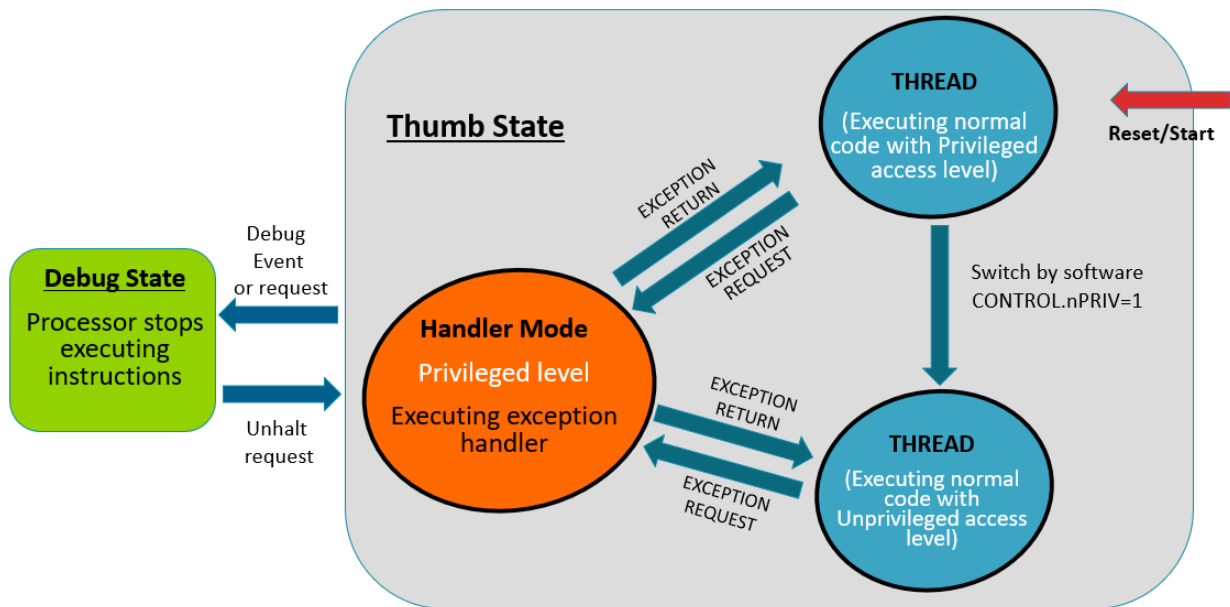 Thumb State
THREAD
(Executing normal
code with Privileged
access level)
Reset/Start
EXCEPTION
RETURN
EXCEPTION
REQUEST
Debug
Event
or request
Debug State
Processor stops
executing
instructions
Unhalt
request
Handler Mode
Privileged level
Executing exception
handler
Switch by software
CONTROL.nPRIV=1
EXCEPTION
RETURN
EXCEPTION
REQUEST
THREAD
(Executing normal
code with
Unprivileged access
level)